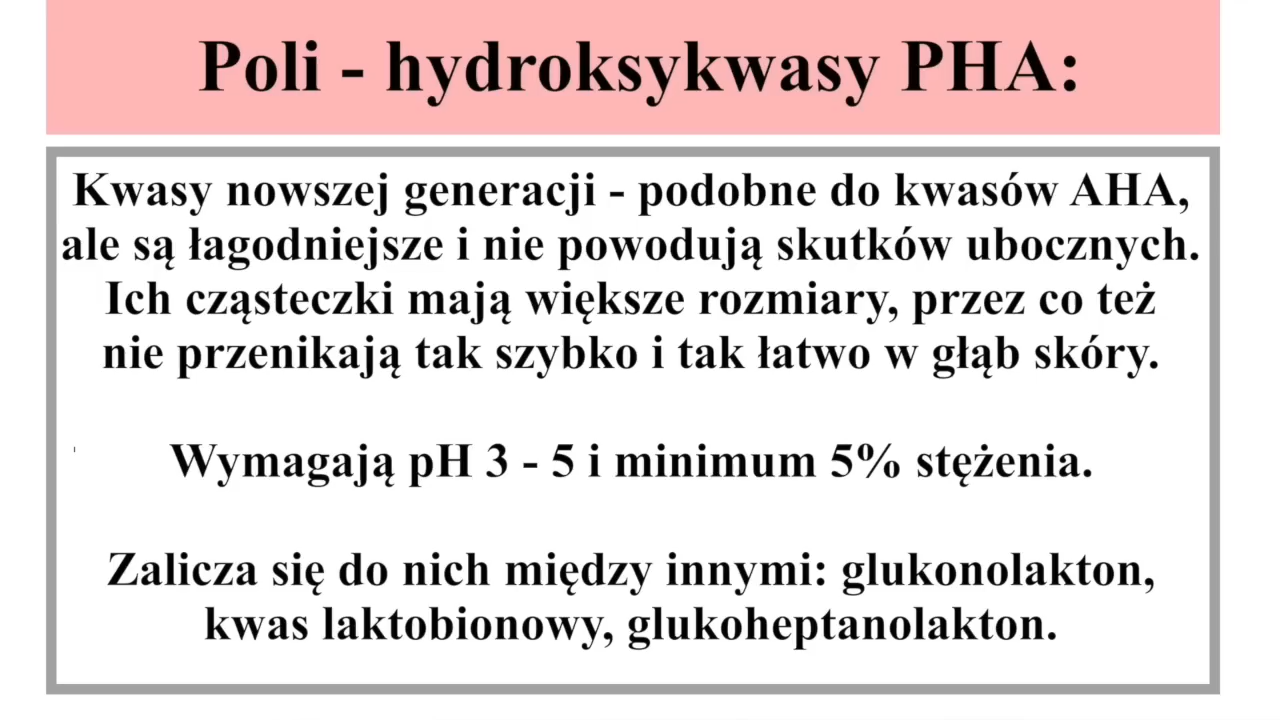 Poli - hydroksykwasy PHA:
Kwasy nowszej generacji - podobne do kwasów AHA,
ale są łagodniejsze i nie powodują skutków ubocznych.
Ich cząsteczki mają większe rozmiary, przez co też
nie przenikają tak szybko i tak łatwo w głąb skóry.
Wymagają pH 3 - 5 i minimum 5% stężenia.
Zalicza się do nich między innymi: glukonolakton,
kwas laktobionowy, glukoheptanolakton.